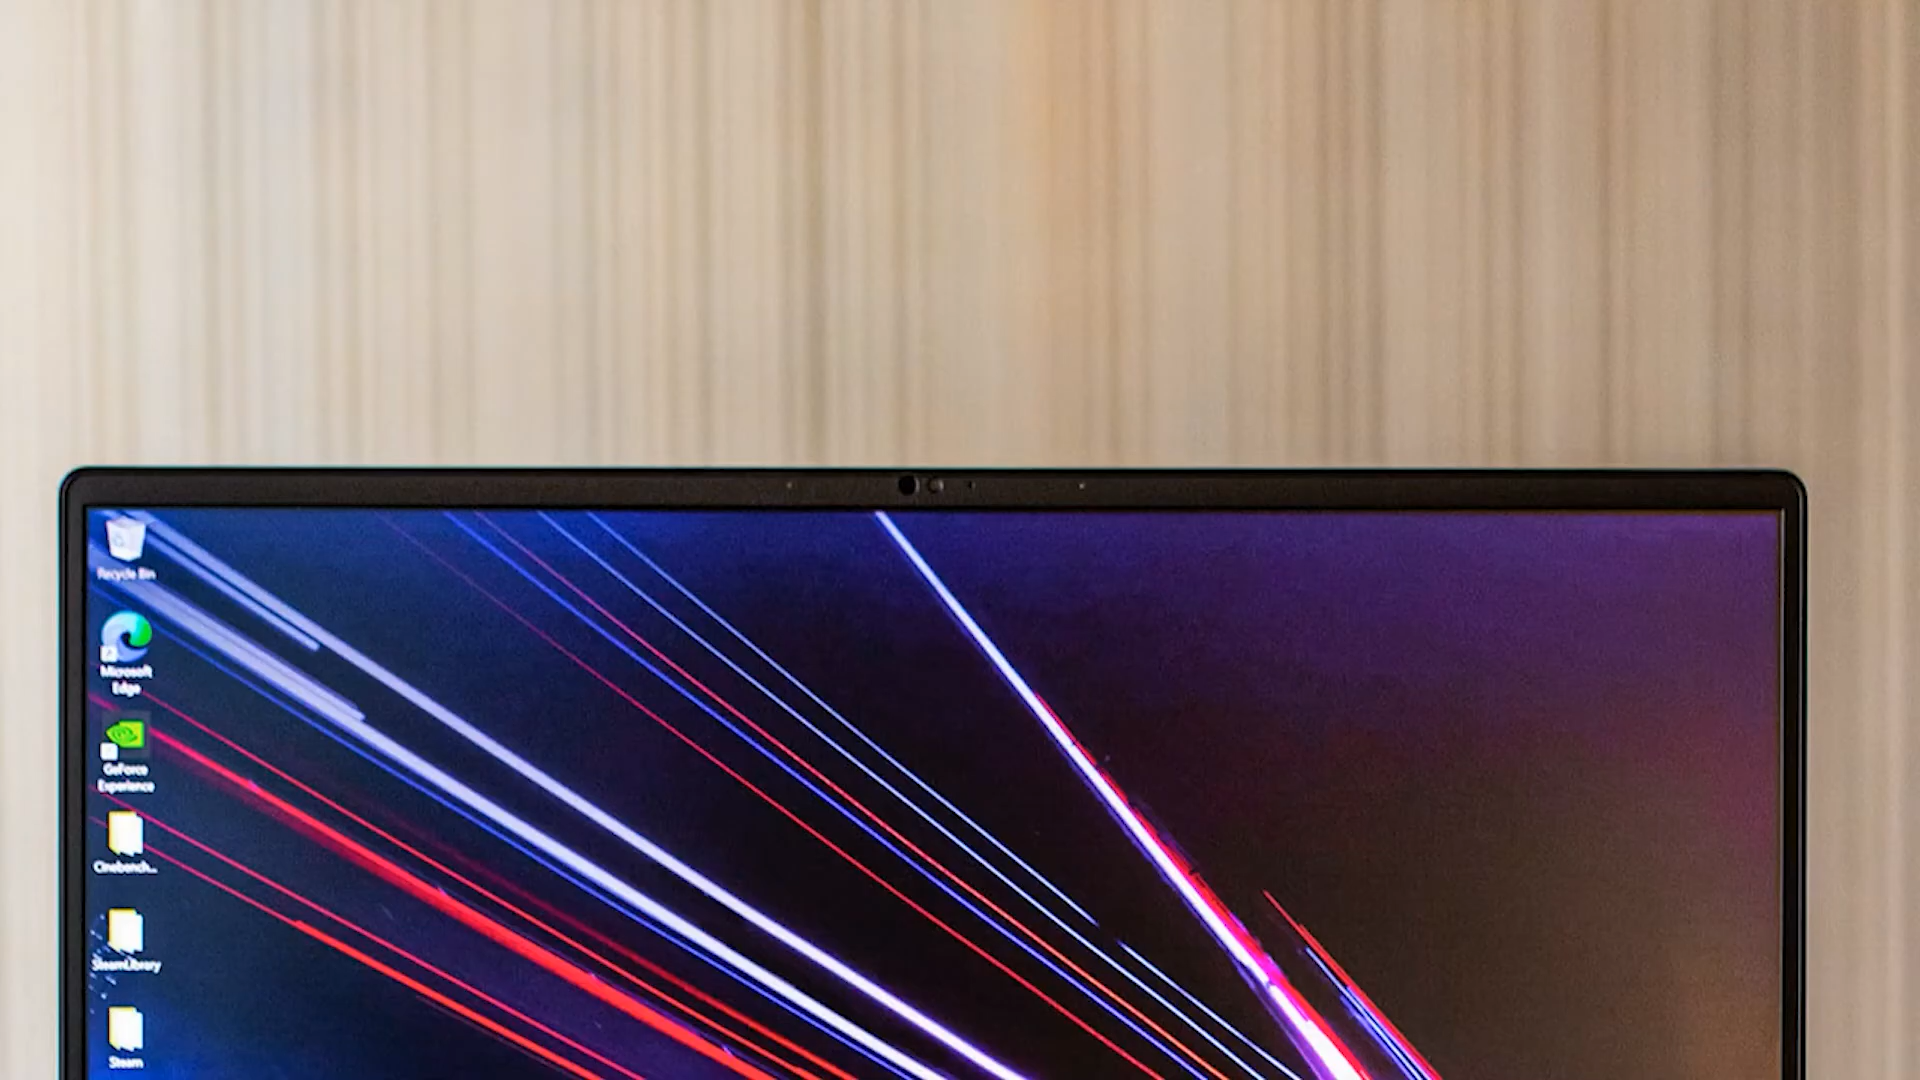 Recycle Bin
Microsoft
Edge
GeForce
Experience
Cinebench...
SteamLibrary
Steam